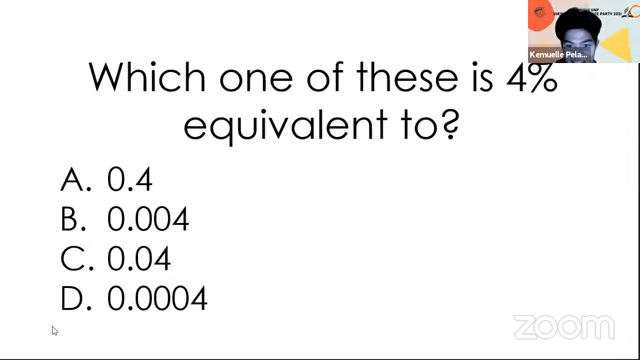 Kemuelle Pela...
Which one of these is 4%
equivalent to?
A. 0.4
B. 0.004
C. 0.04
D. 0.0004
zoom